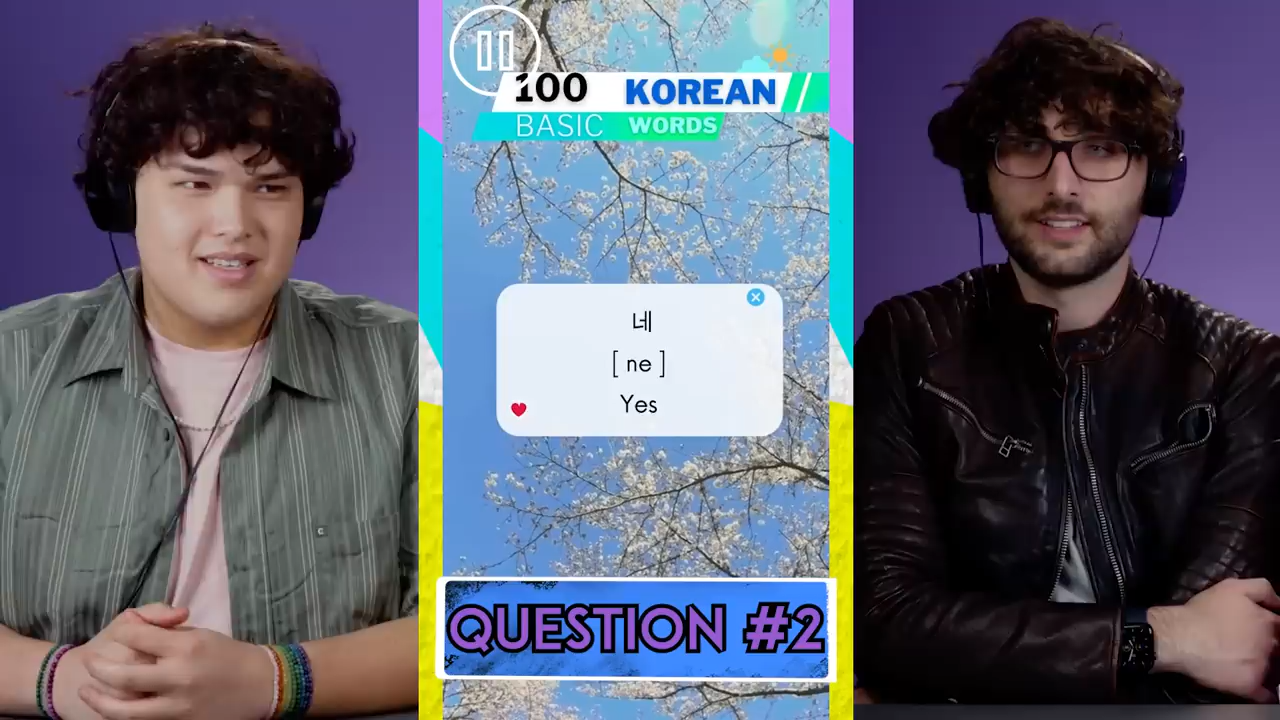 100 KOREAN
BASIC WORDS
네
[ ne ]
Yes
QUESTION #2